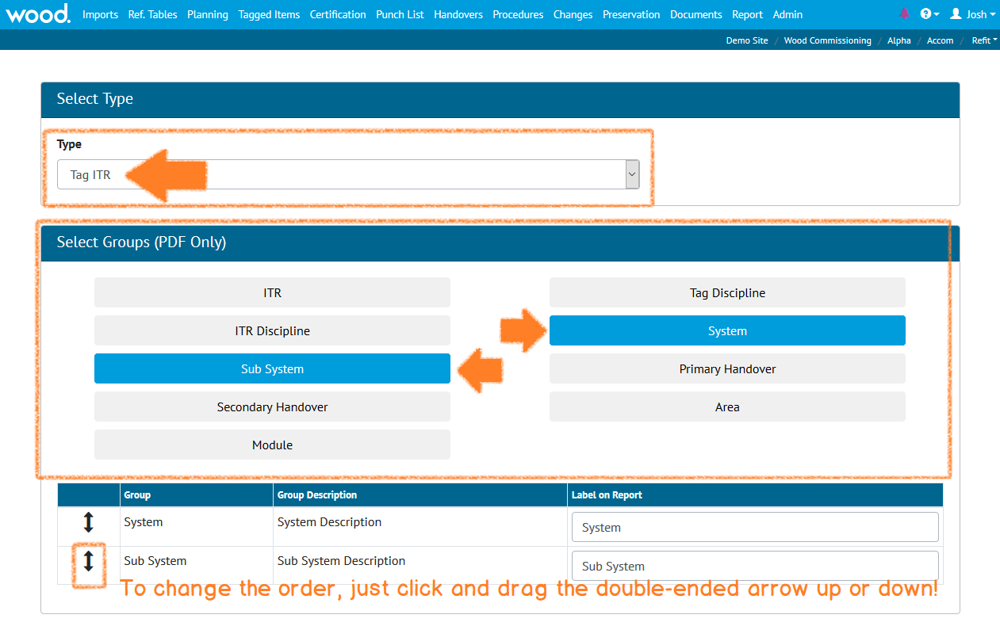 wood. Imports Ref. Tables Planning Tagged Items Certification Punch List Handovers Procedures Changes Preservation Documents Report Admin ? Josh
Demo Site / Wood Commissioning / Alpha / Accom / Refit
Select Type
Type
Tag ITR
Select Groups (PDF Only)
ITR Tag Discipline
ITR Discipline System
Sub System Primary Handover
Secondary Handover Area
Module
Group Group Description Label on Report
System System Description System
Sub System Sub System Description Sub System
To change the order, just click and drag the double-ended arrow up or down!